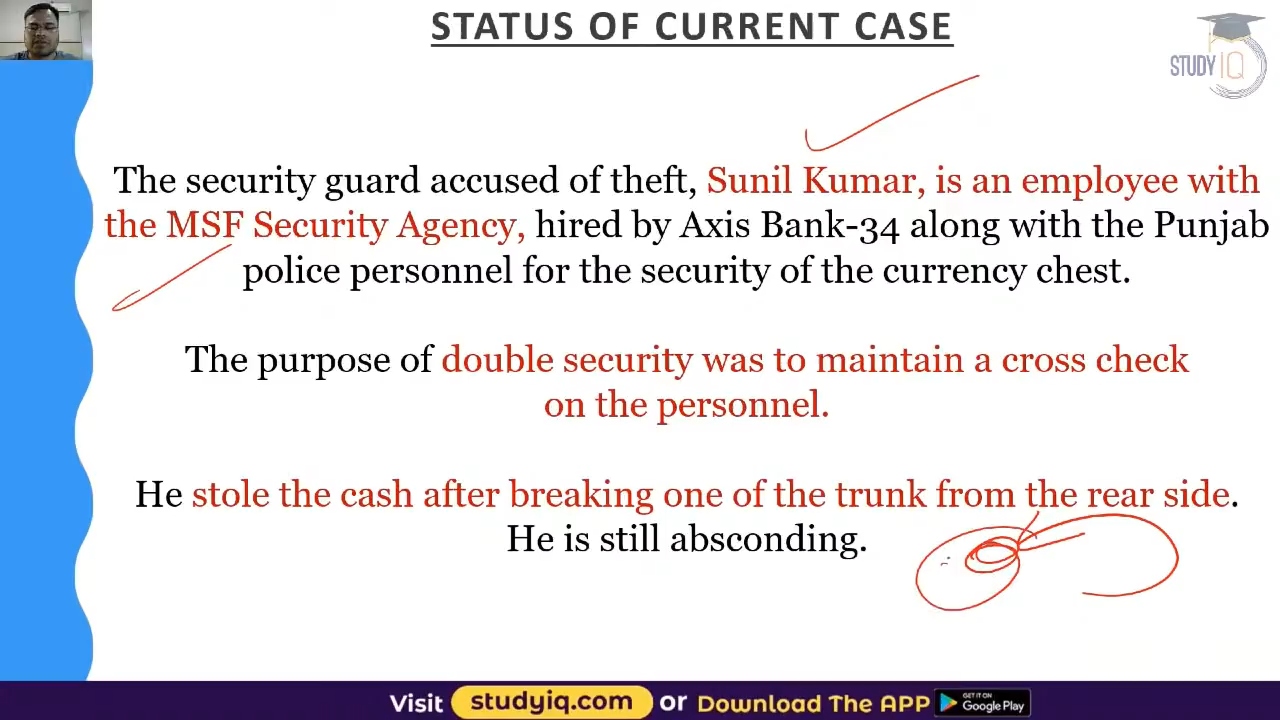 STATUS OF CURRENT CASE
STUDY IQ
The security guard accused of theft, Sunil Kumar, is an employee with
the MSF Security Agency, hired by Axis Bank-34 along with the Punjab
police personnel for the security of the currency chest.
The purpose of double security was to maintain a cross check
on the personnel.
He stole the cash after breaking one of the trunk from the rear side.
He is still absconding.
Visit studyiq.com or Download The APP GET IT ON Google Play